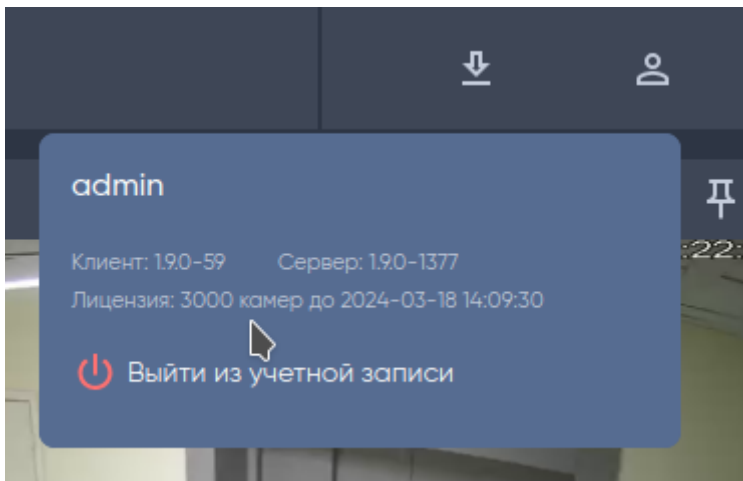 admin
:22:
Клиент: 1.9.0-59 Сервер: 1.9.0-1377
Лицензия: 3000 камер до 2024-03-18 14:09:30
Выйти из учетной записи